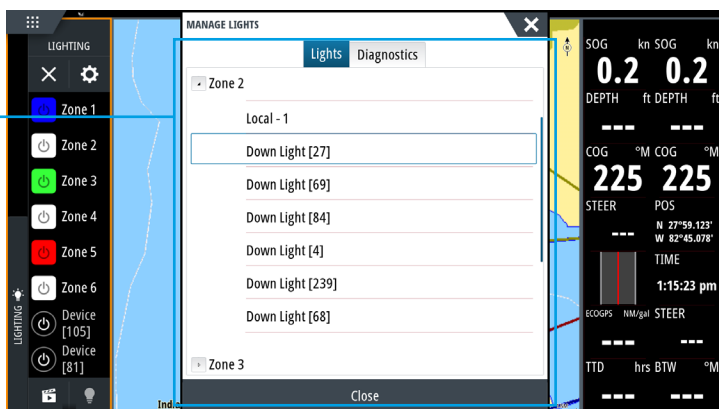 LIGHTING
Zone 1
Zone 2
Zone 3
Zone 4
Zone 5
Zone 6
Device
[105]
Device
[81]
LIGHTING
MANAGE LIGHTS
Lights Diagnostics
Zone 2
Local - 1
Down Light [27]
Down Light [69]
Down Light [84]
Down Light [4]
Down Light [239]
Down Light [68]
Zone 3
Close
N
SOG kn SOG kn
0.2 0.2
DEPTH ft DEPTH ft
--- ---
COG °M COG °M
225 225
STEER POS
--- N 27°59.123'
W 82°45.078'
TIME
1:15:23 pm
ECOGPS NM/gal STEER
--- ---
TTD hrs BTW °M
--- ---